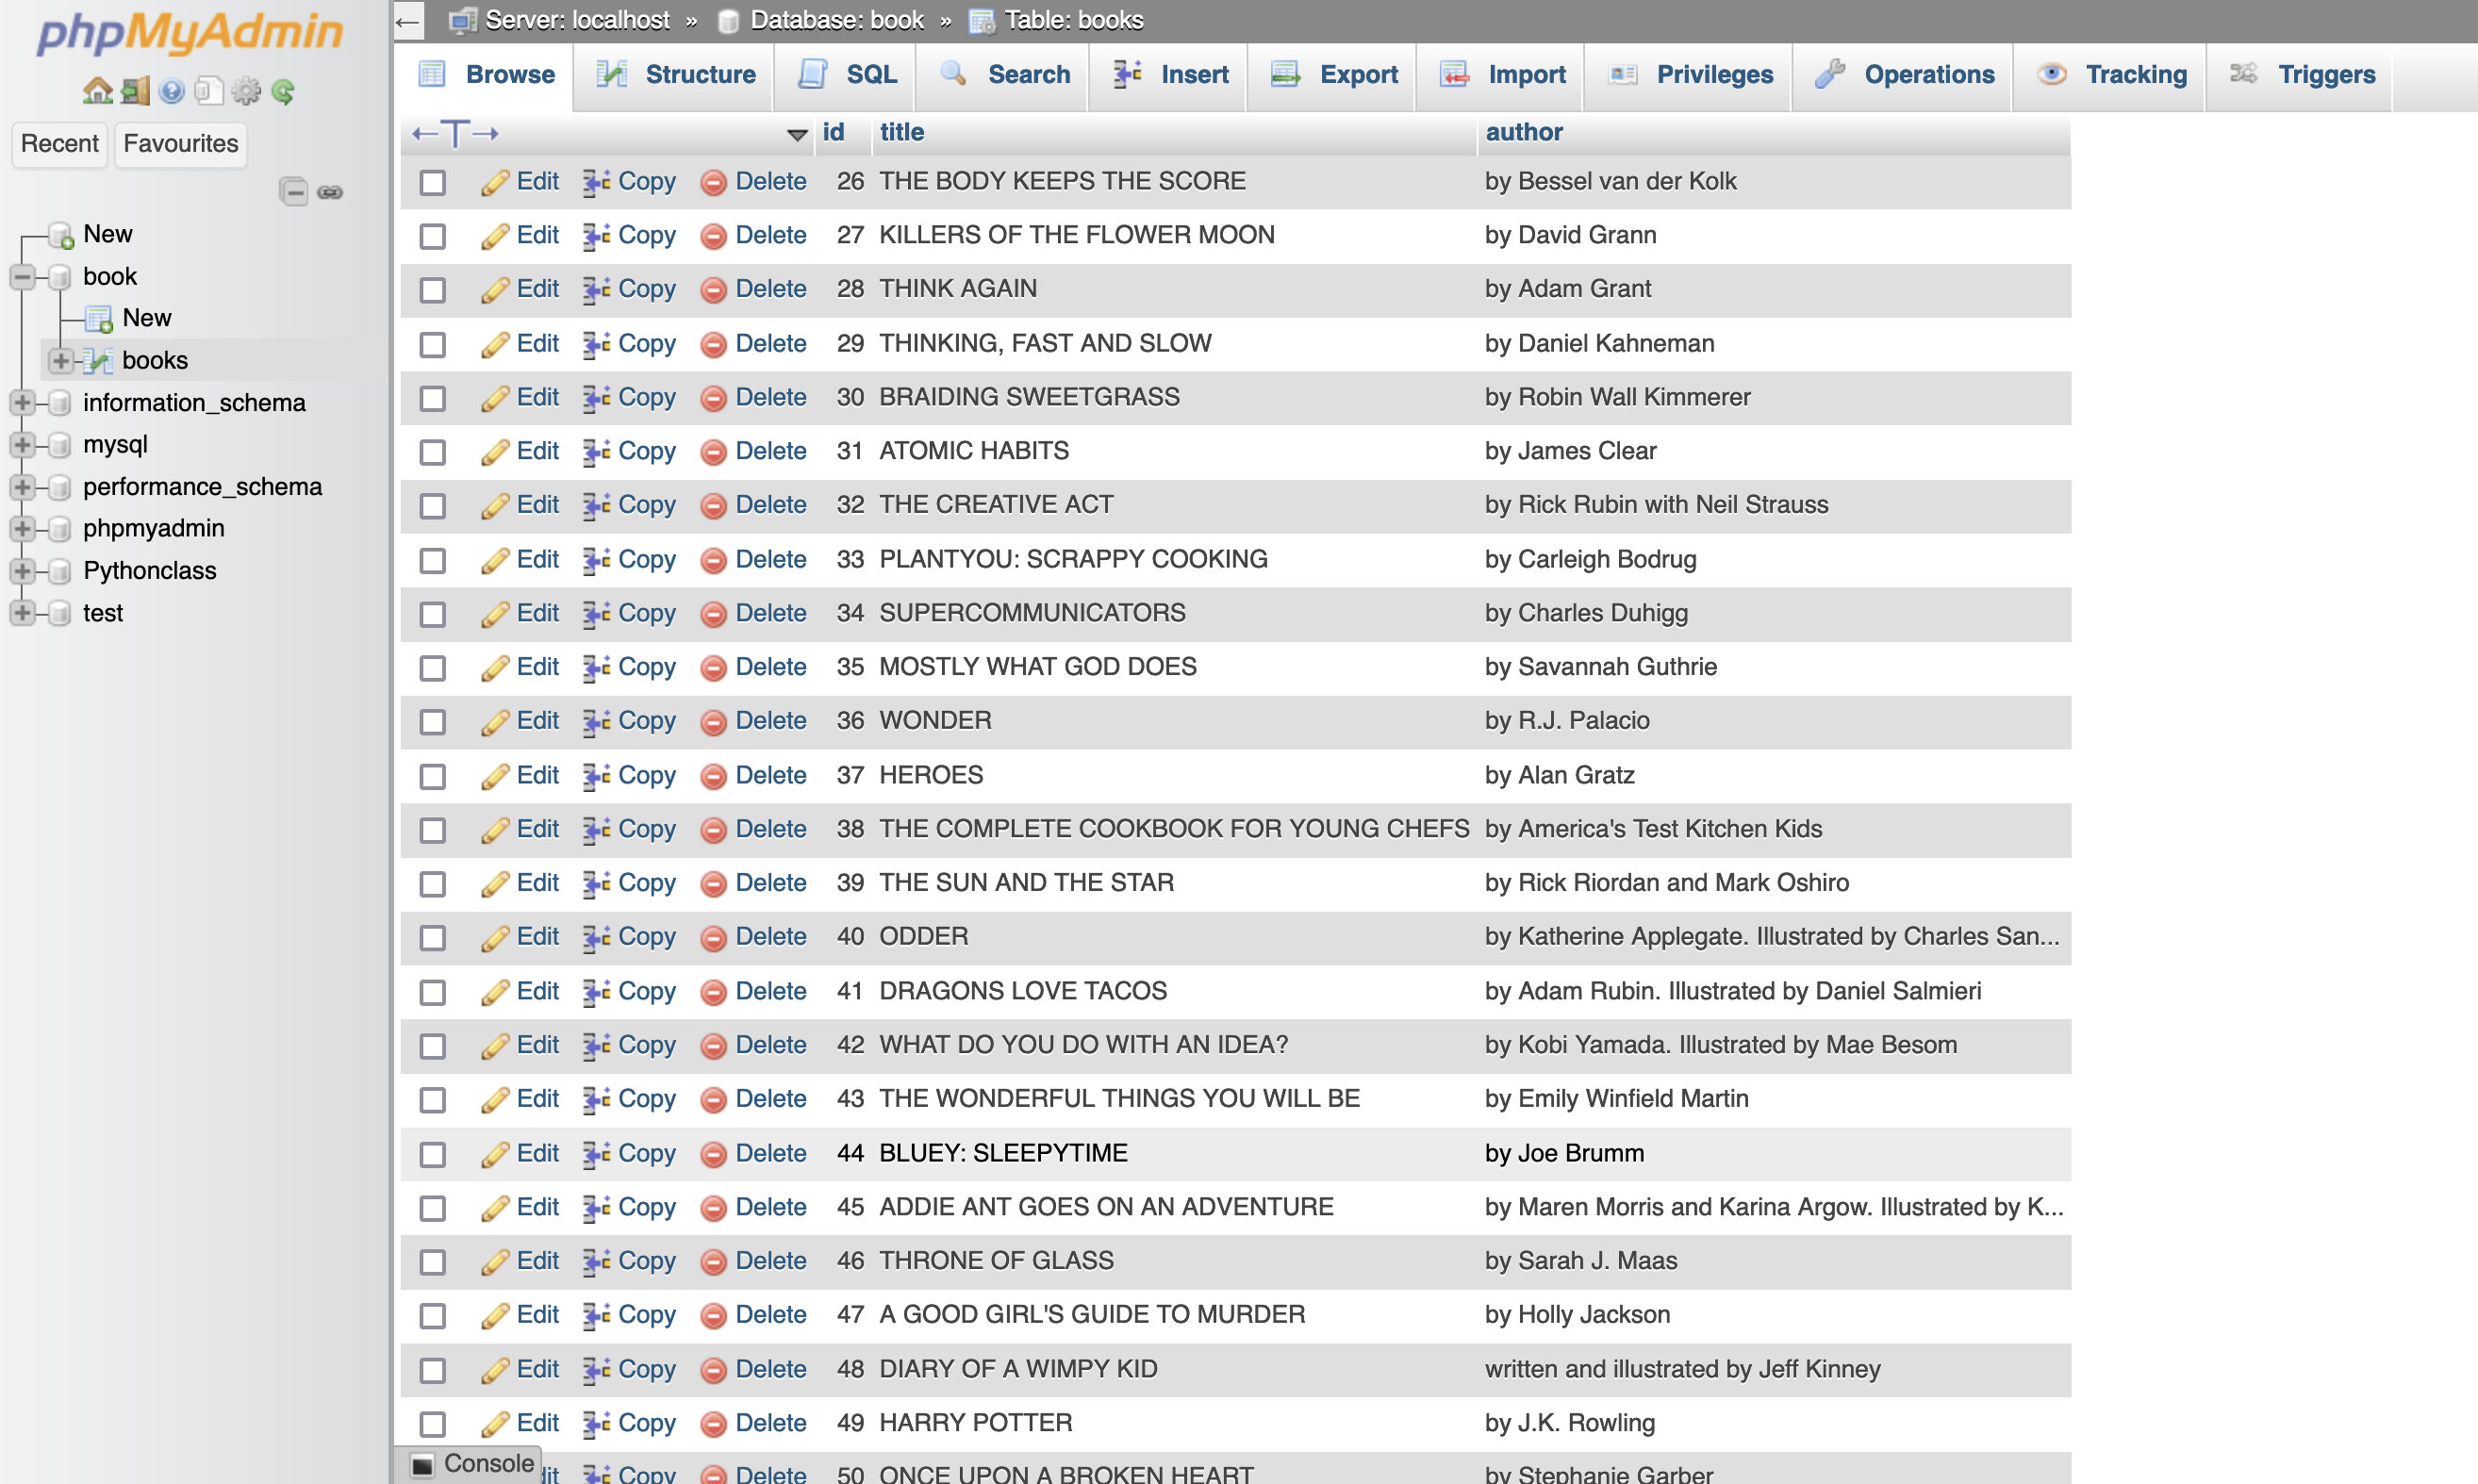 phpMyAdmin
Recent Favourites
New
book
New
books
information_schema
mysql
performance_schema
phpmyadmin
Pythonclass
test
Server: localhost » Database: book » Table: books
Browse Structure SQL Search Insert Export Import Privileges Operations Tracking Triggers
id title author
Edit Copy Delete 26 THE BODY KEEPS THE SCORE by Bessel van der Kolk
Edit Copy Delete 27 KILLERS OF THE FLOWER MOON by David Grann
Edit Copy Delete 28 THINK AGAIN by Adam Grant
Edit Copy Delete 29 THINKING, FAST AND SLOW by Daniel Kahneman
Edit Copy Delete 30 BRAIDING SWEETGRASS by Robin Wall Kimmerer
Edit Copy Delete 31 ATOMIC HABITS by James Clear
Edit Copy Delete 32 THE CREATIVE ACT by Rick Rubin with Neil Strauss
Edit Copy Delete 33 PLANTYOU: SCRAPPY COOKING by Carleigh Bodrug
Edit Copy Delete 34 SUPERCOMMUNICATORS by Charles Duhigg
Edit Copy Delete 35 MOSTLY WHAT GOD DOES by Savannah Guthrie
Edit Copy Delete 36 WONDER by R.J. Palacio
Edit Copy Delete 37 HEROES by Alan Gratz
Edit Copy Delete 38 THE COMPLETE COOKBOOK FOR YOUNG CHEFS by America's Test Kitchen Kids
Edit Copy Delete 39 THE SUN AND THE STAR by Rick Riordan and Mark Oshiro
Edit Copy Delete 40 ODDER by Katherine Applegate. Illustrated by Charles San...
Edit Copy Delete 41 DRAGONS LOVE TACOS by Adam Rubin. Illustrated by Daniel Salmieri
Edit Copy Delete 42 WHAT DO YOU DO WITH AN IDEA? by Kobi Yamada. Illustrated by Mae Besom
Edit Copy Delete 43 THE WONDERFUL THINGS YOU WILL BE by Emily Winfield Martin
Edit Copy Delete 44 BLUEY: SLEEPYTIME by Joe Brumm
Edit Copy Delete 45 ADDIE ANT GOES ON AN ADVENTURE by Maren Morris and Karina Argow. Illustrated by K...
Edit Copy Delete 46 THRONE OF GLASS by Sarah J. Maas
Edit Copy Delete 47 A GOOD GIRL'S GUIDE TO MURDER by Holly Jackson
Edit Copy Delete 48 DIARY OF A WIMPY KID written and illustrated by Jeff Kinney
Edit Copy Delete 49 HARRY POTTER by J.K. Rowling
Console
dit Copy Delete 50 ONCE UPON A BROKEN HEART by Stephanie Garber